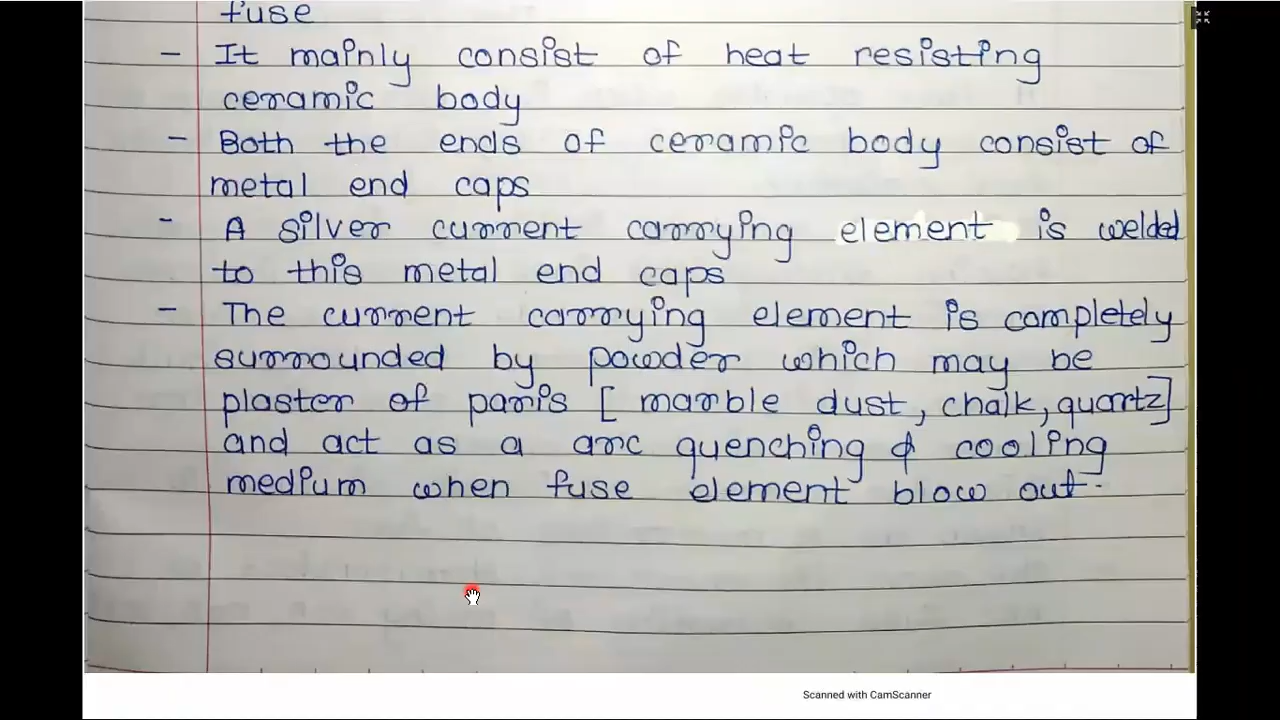 fuse
- It mainly consist of heat resisting
ceramic body
- Both the ends of ceramic body consist of
metal end caps
- A silver current carrying element is welded
to this metal end caps
- The current carrying element is completely
surrounded by powder which may be
plaster of paris [ marble dust, chalk, quartz]
and act as a arc quenching & cooling
medium when fuse element blow out.
Scanned with CamScanner